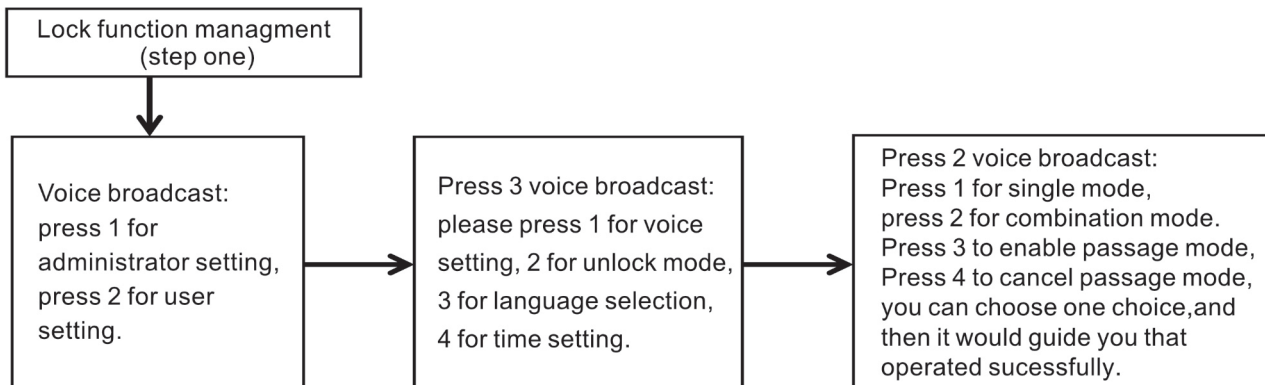 Lock function managment
(step one)
Voice broadcast:
press 1 for
administrator setting,
press 2 for user
setting.
Press 3 voice broadcast:
please press 1 for voice
setting, 2 for unlock mode,
3 for language selection,
4 for time setting.
Press 2 voice broadcast:
Press 1 for single mode,
press 2 for combination mode.
Press 3 to enable passage mode,
Press 4 to cancel passage mode,
you can choose one choice,and
then it would guide you that
operated sucessfully.